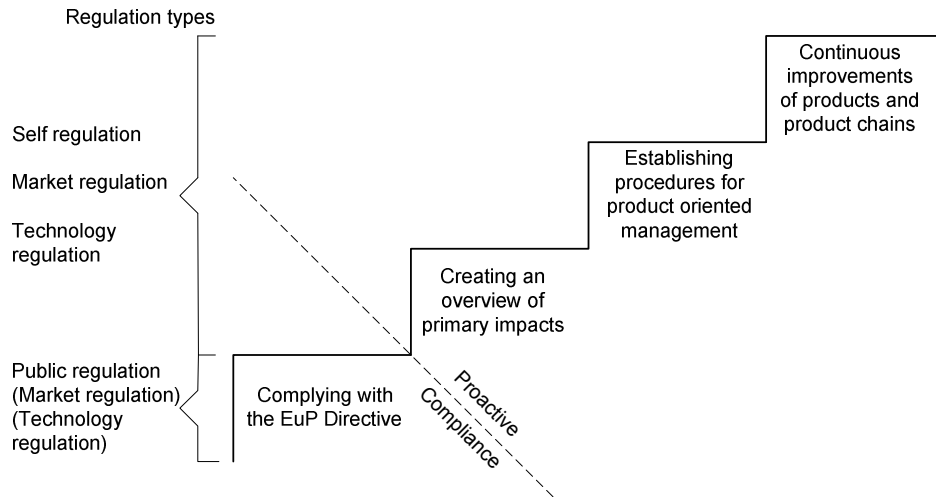 Regulation types
Self regulation
Market regulation
Technology
regulation
Public regulation
(Market regulation)
(Technology
regulation)
Complying with
the EuP Directive
Proactive
Compliance
Creating an
overview of
primary impacts
Establishing
procedures for
product oriented
management
Continuous
improvements
of products and
product chains